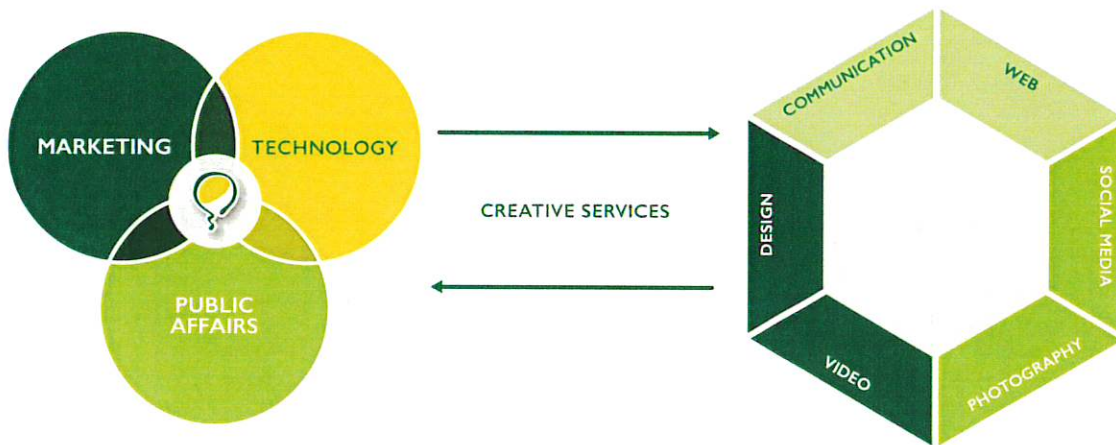 MARKETING
TECHNOLOGY
PUBLIC
AFFAIRS
CREATIVE SERVICES
COMMUNICATION
WEB
SOCIAL MEDIA
PHOTOGRAPHY
VIDEO
DESIGN